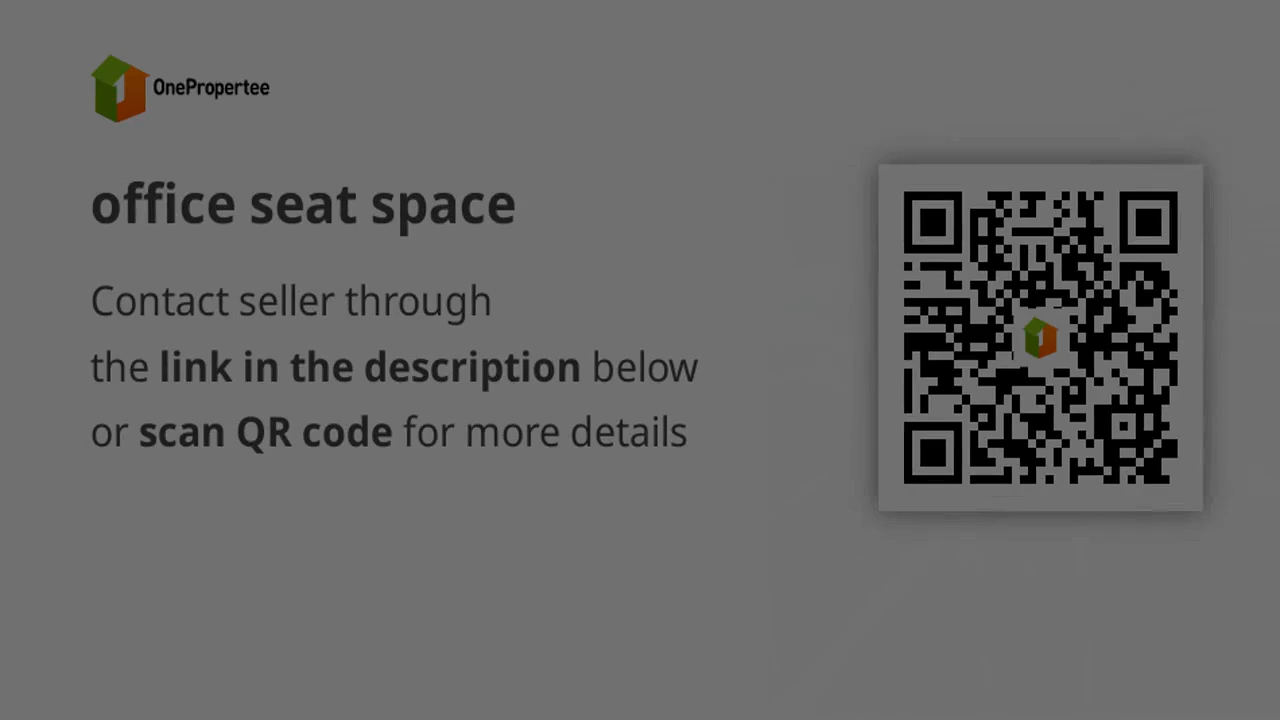 OnePropertee
office seat space
Contact seller through
the link in the description below
or scan QR code for more details